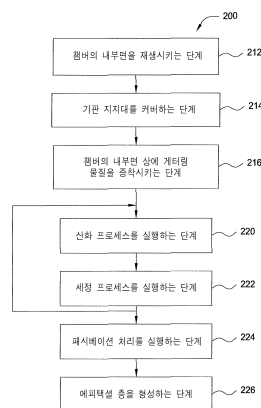 200
챔버의 내부면을 재생시키는 단계
212
기판 지지대를 커버하는 단계
214
챔버의 내부면 상에 게터링
물질을 증착시키는 단계
216
산화 프로세스를 실행하는 단계
220
세정 프로세스를 실행하는 단계
222
패시베이션 처리를 실행하는 단계
224
에피택셜 층을 형성하는 단계
226